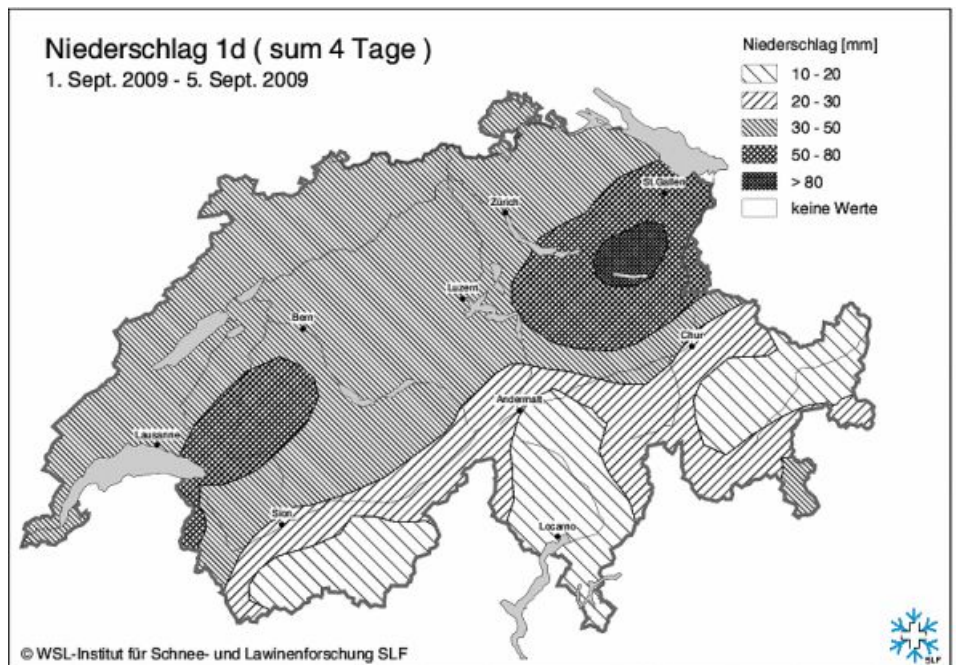 Niederschlag 1d ( sum 4 Tage )
1. Sept. 2009 - 5. Sept. 2009
Niederschlag [mm]
10 - 20
20 - 30
30 - 50
50 - 80
> 80
keine Werte
St.Gallen
Zürich
Luzern
Bern
Chur
Andermatt
Lausanne
Sion
Locarno
© WSL-Institut für Schnee- und Lawinenforschung SLF
SLF